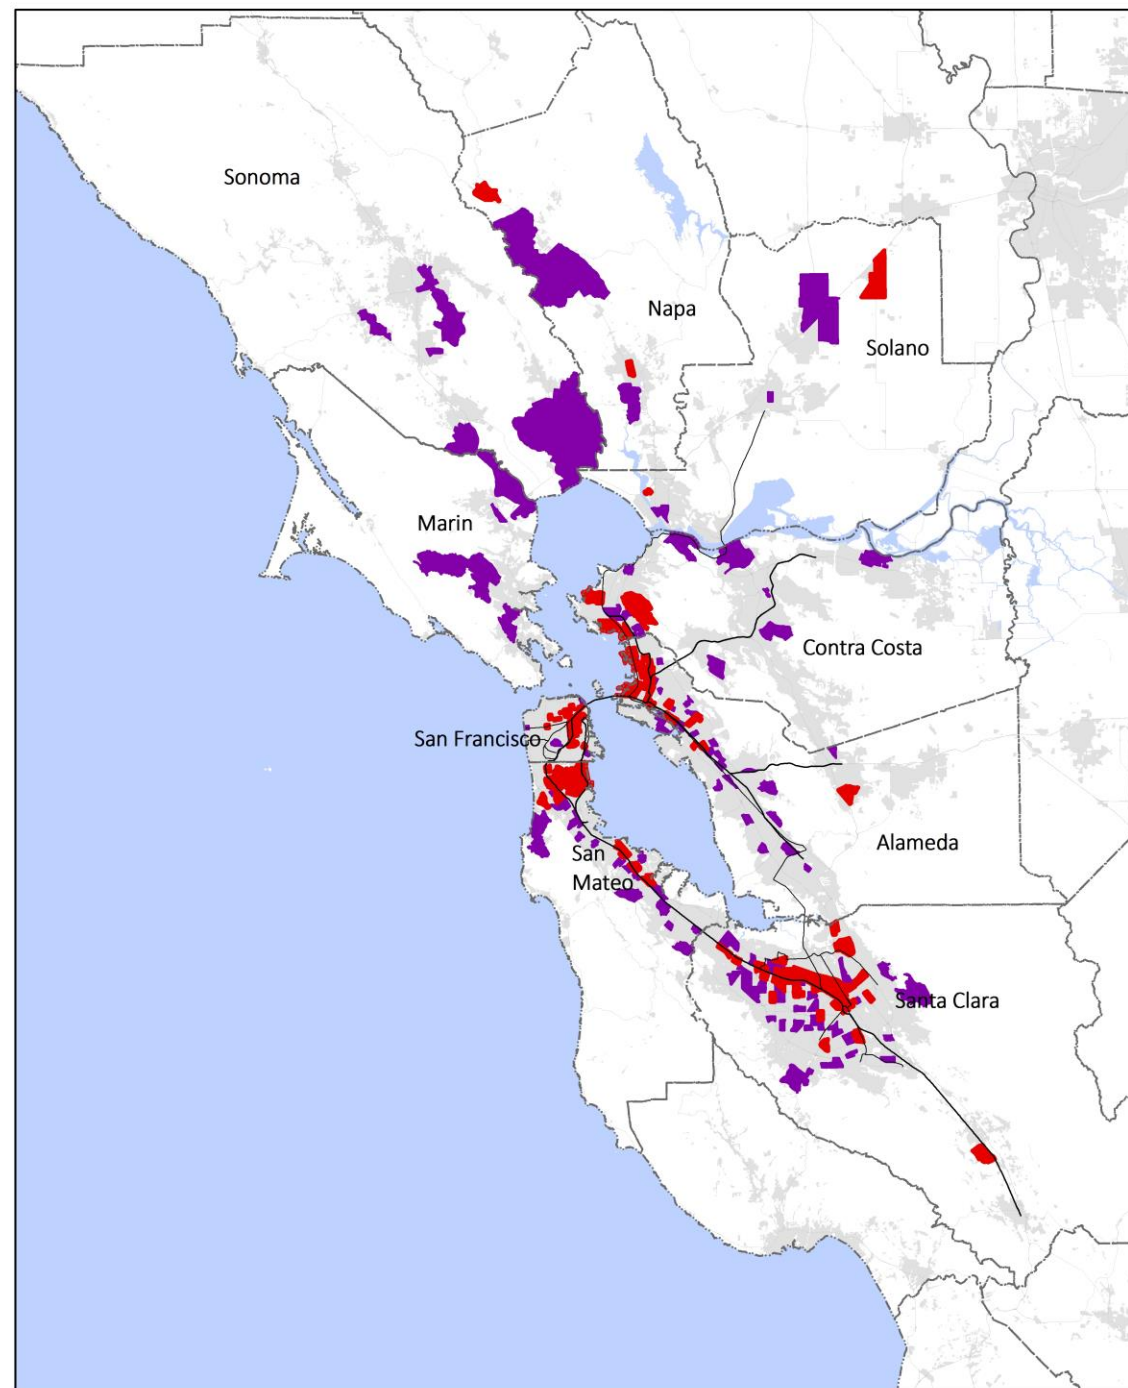 Sonoma
Napa
Solano
Marin
Contra Costa
San Francisco
Alameda
San
Mateo
Santa Clara